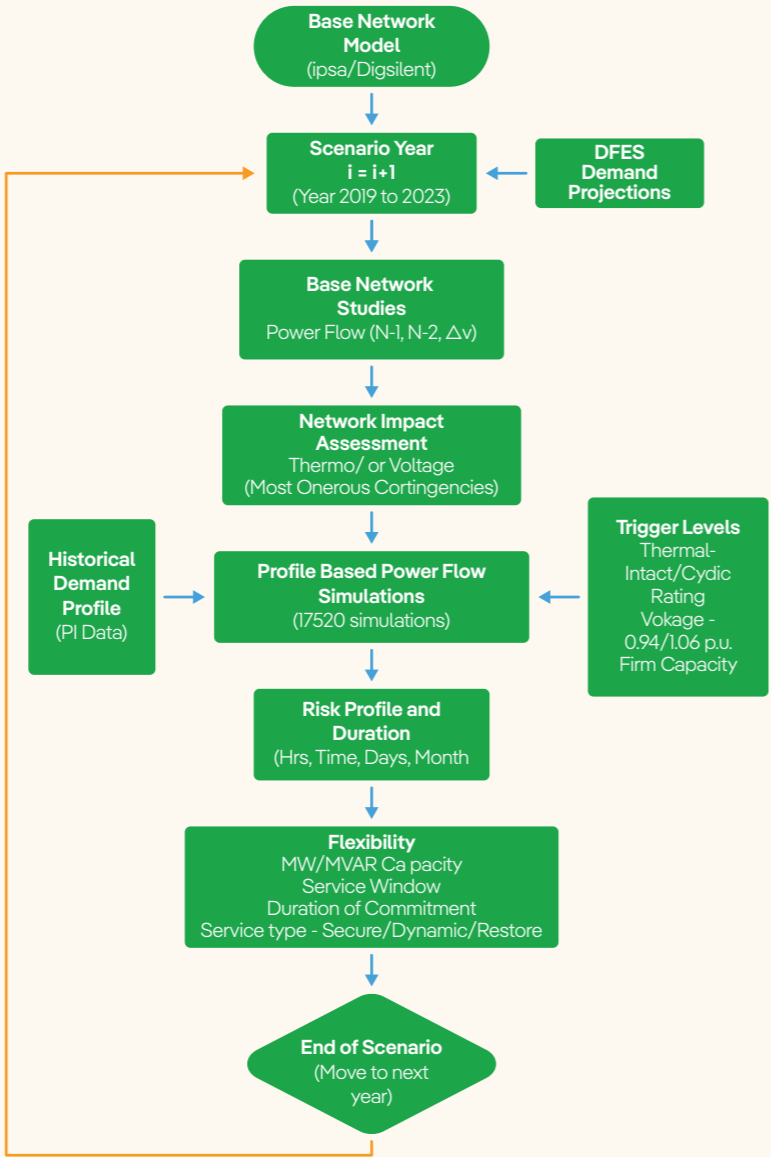 Base Network
Model
(ipsa/Digsilent)
Scenario Year
i = i+1
(Year 2019 to 2023)
DFES
Demand
Projections
Base Network
Studies
Power Flow (N-1, N-2, △v)
Network Impact
Assessment
Thermo/ or Voltage
(Most Onerous Cortingencies)
Historical
Demand
Profile
(PI Data)
Profile Based Power Flow
Simulations
(17520 simulations)
Trigger Levels
Thermal-
Intact/Cydic
Rating
Vokage -
0.94/1.06 p.u.
Firm Capacity
Risk Profile and
Duration
(Hrs, Time, Days, Month
Flexibility
MW/MVAR Ca pacity
Service Window
Duration of Commitment
Service type - Secure/Dynamic/Restore
End of Scenario
(Move to next
year)